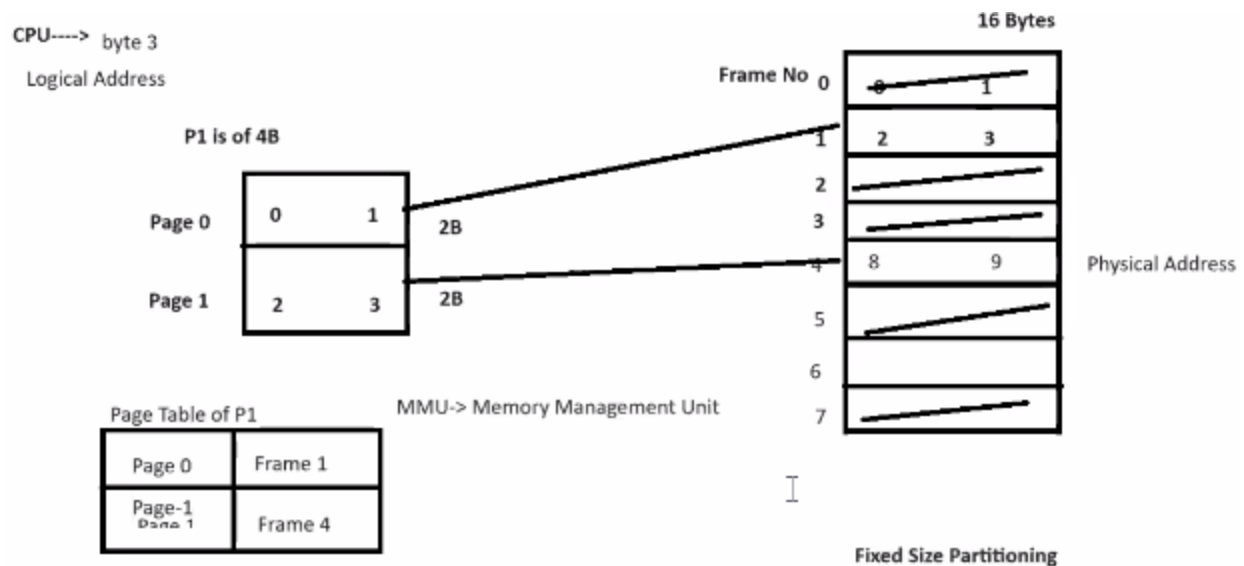 16 Bytes
CPU----> byte 3
Logical Address
Frame No 0
0 1
P1 is of 4B
1 2 3
2
Page 0 0 1
2B
3
4 8 9
Physical Address
Page 1 2 3
2B
5
6
Page Table of P1
MMU-> Memory Management Unit
7
Page 0 Frame 1
Page-1
Page 1
Frame 4
Fixed Size Partitioning